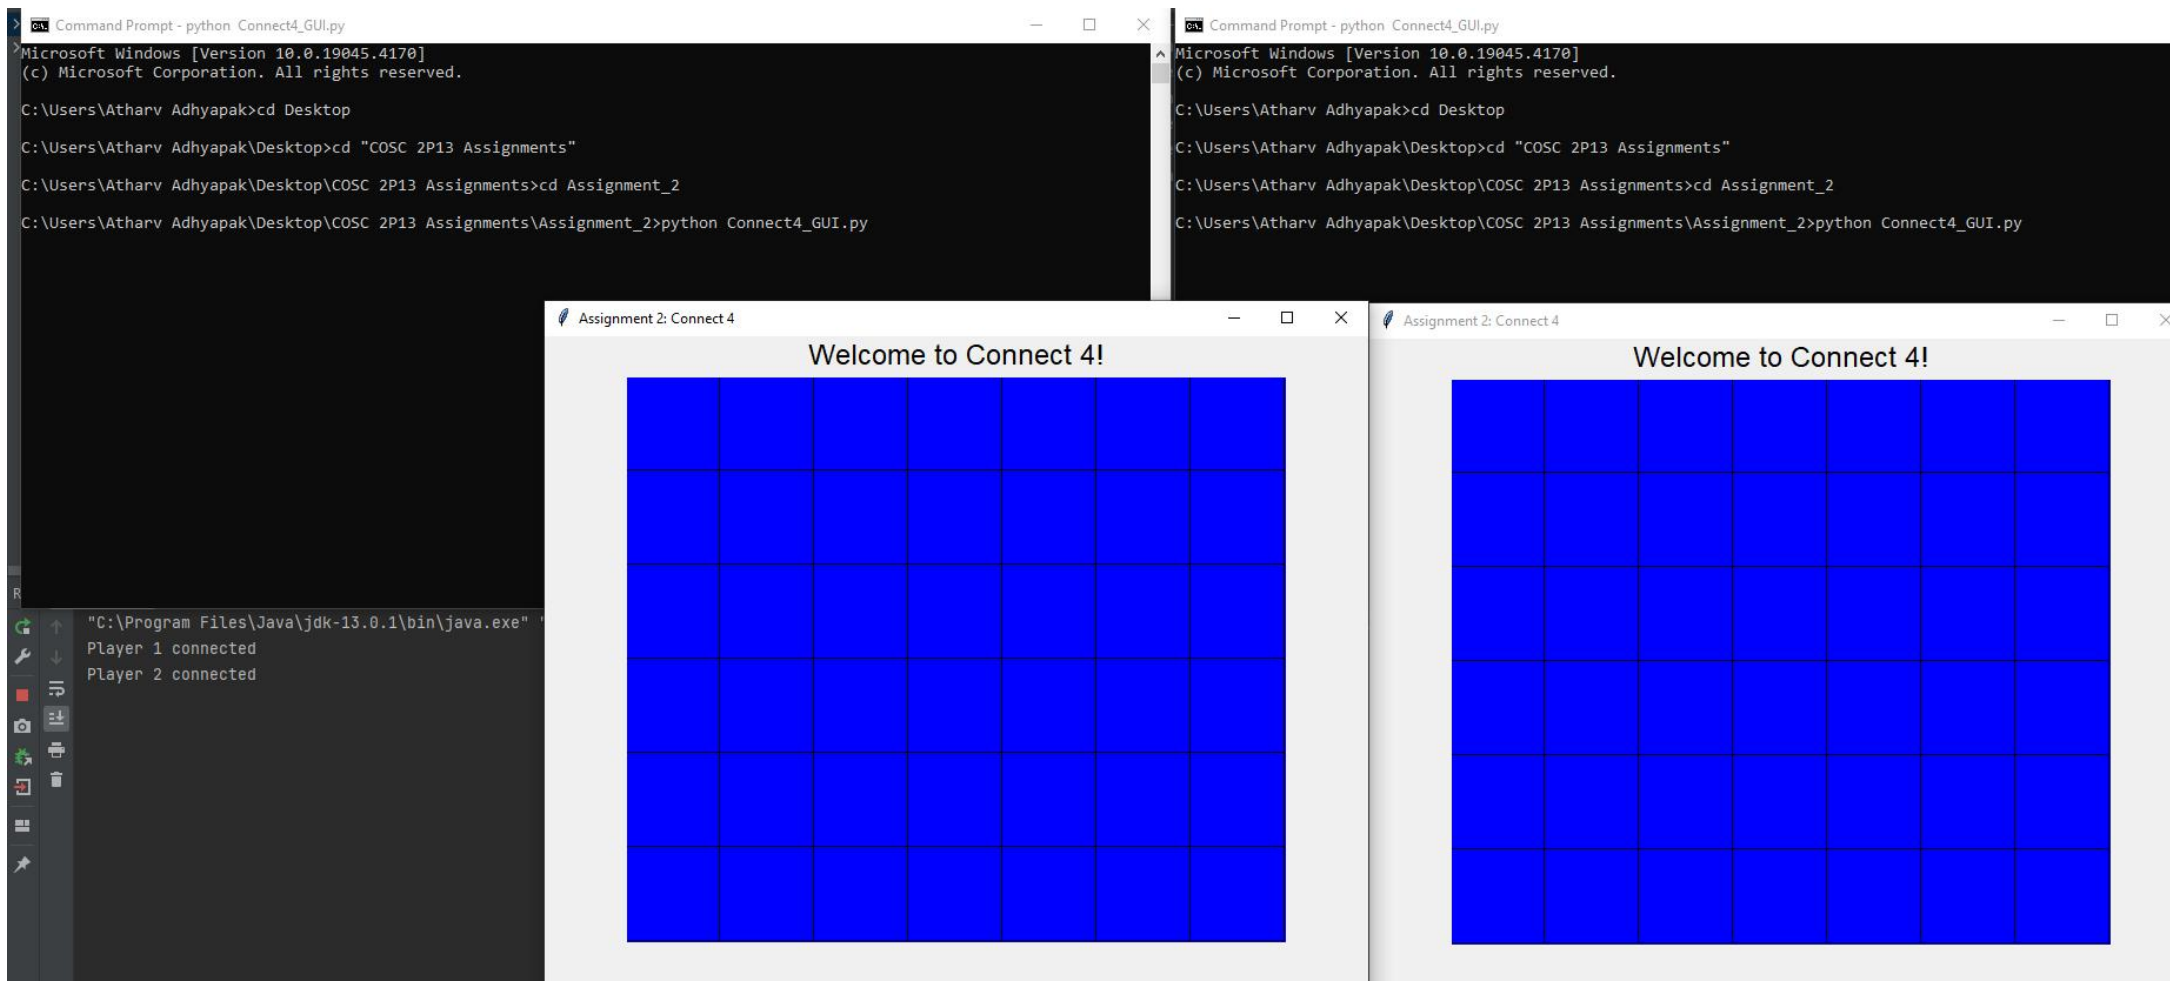 Command Prompt - python  Connect4_GUI.py
Microsoft Windows [Version 10.0.19045.4170]
(c) Microsoft Corporation. All rights reserved.
C:\Users\Atharv Adhyapak>cd Desktop
C:\Users\Atharv Adhyapak\Desktop>cd "COSC 2P13 Assignments"
C:\Users\Atharv Adhyapak\Desktop\COSC 2P13 Assignments>cd Assignment_2
C:\Users\Atharv Adhyapak\Desktop\COSC 2P13 Assignments\Assignment_2>python Connect4_GUI.py
Command Prompt - python  Connect4_GUI.py
Microsoft Windows [Version 10.0.19045.4170]
(c) Microsoft Corporation. All rights reserved.
C:\Users\Atharv Adhyapak>cd Desktop
C:\Users\Atharv Adhyapak\Desktop>cd "COSC 2P13 Assignments"
C:\Users\Atharv Adhyapak\Desktop\COSC 2P13 Assignments>cd Assignment_2
C:\Users\Atharv Adhyapak\Desktop\COSC 2P13 Assignments\Assignment_2>python Connect4_GUI.py
Assignment 2: Connect 4
Welcome to Connect 4!
Assignment 2: Connect 4
Welcome to Connect 4!
R
"C:\Program Files\Java\jdk-13.0.1\bin\java.exe" "
Player 1 connected
Player 2 connected